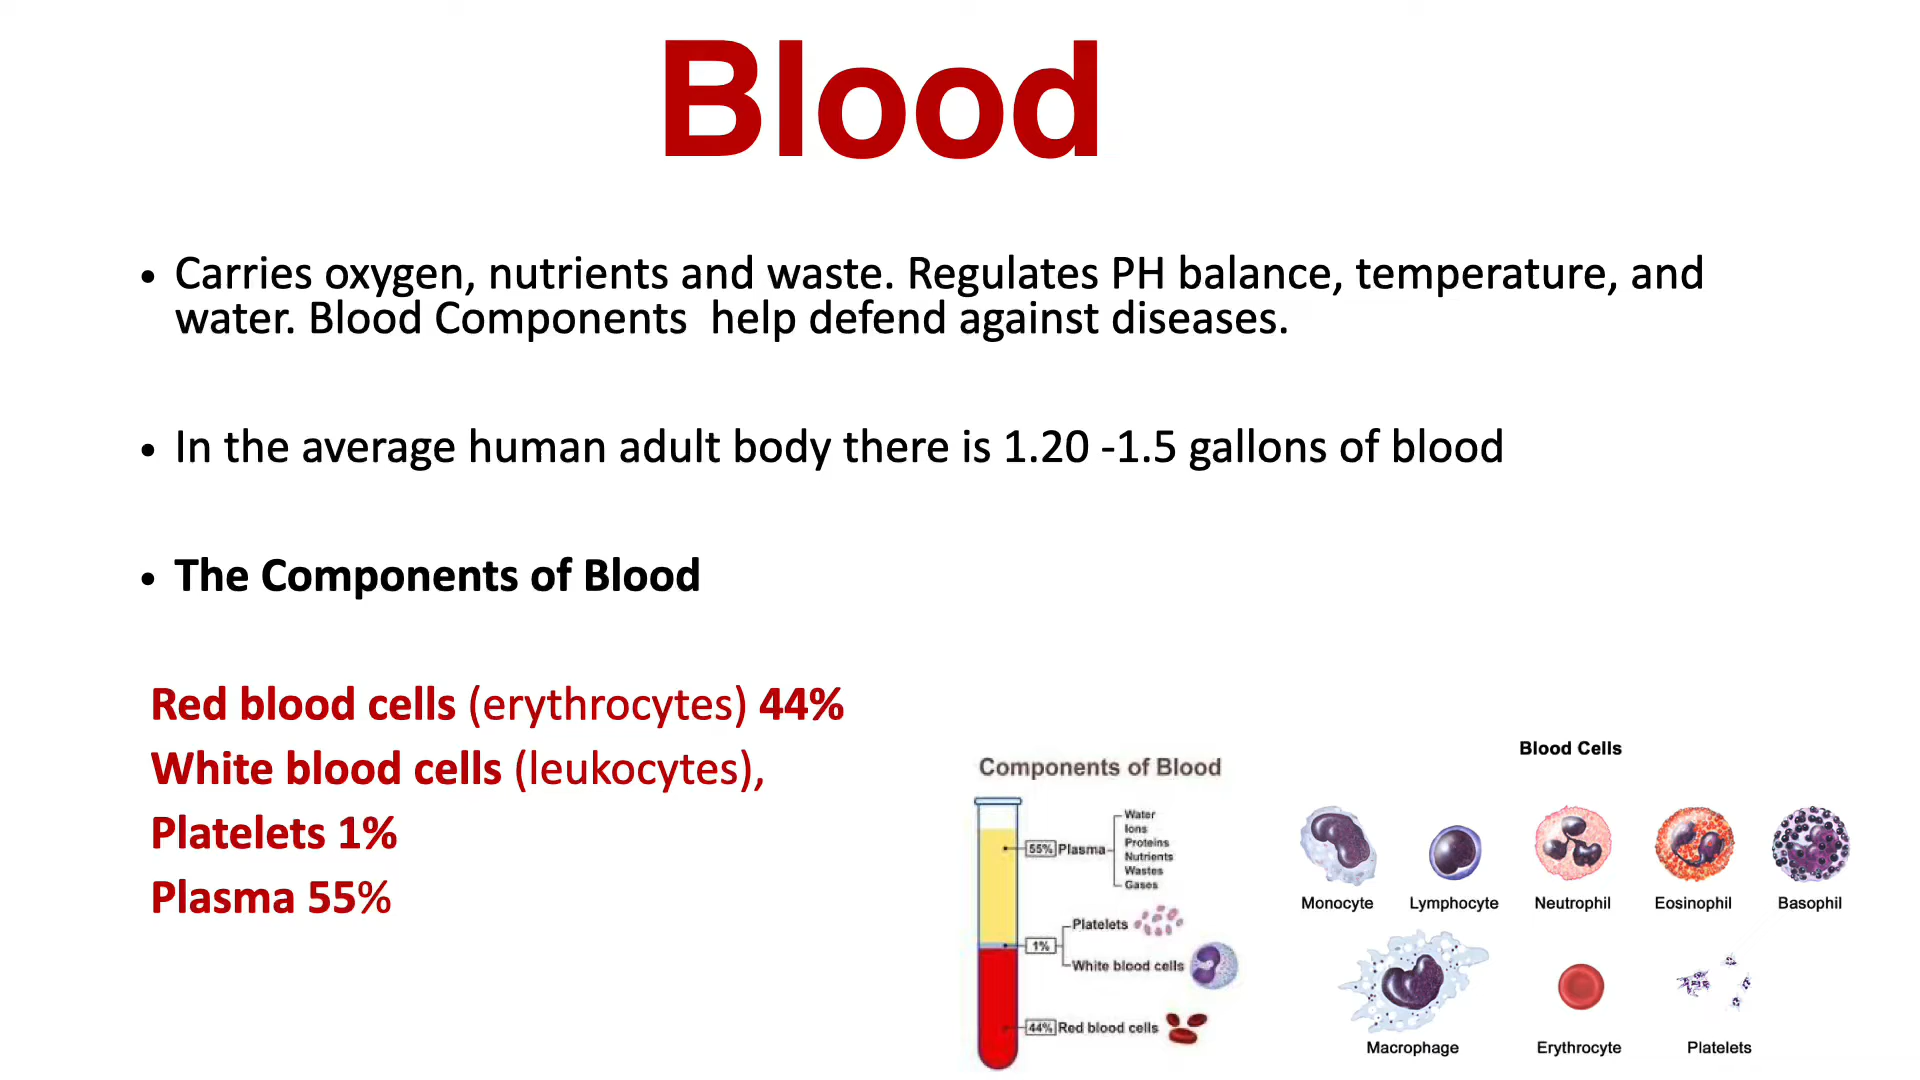 Blood
• Carries oxygen, nutrients and waste. Regulates PH balance, temperature, and
water. Blood Components  help defend against diseases.
• In the average human adult body there is 1.20 -1.5 gallons of blood
• The Components of Blood
Red blood cells (erythrocytes) 44%
White blood cells (leukocytes),
Platelets 1%
Plasma 55%
Components of Blood
55% Plasma
Water
Ions
Proteins
Nutrients
Wastes
Gases
1%
Platelets
White blood cells
44% Red blood cells
Blood Cells
Monocyte Lymphocyte Neutrophil Eosinophil Basophil
Macrophage Erythrocyte Platelets